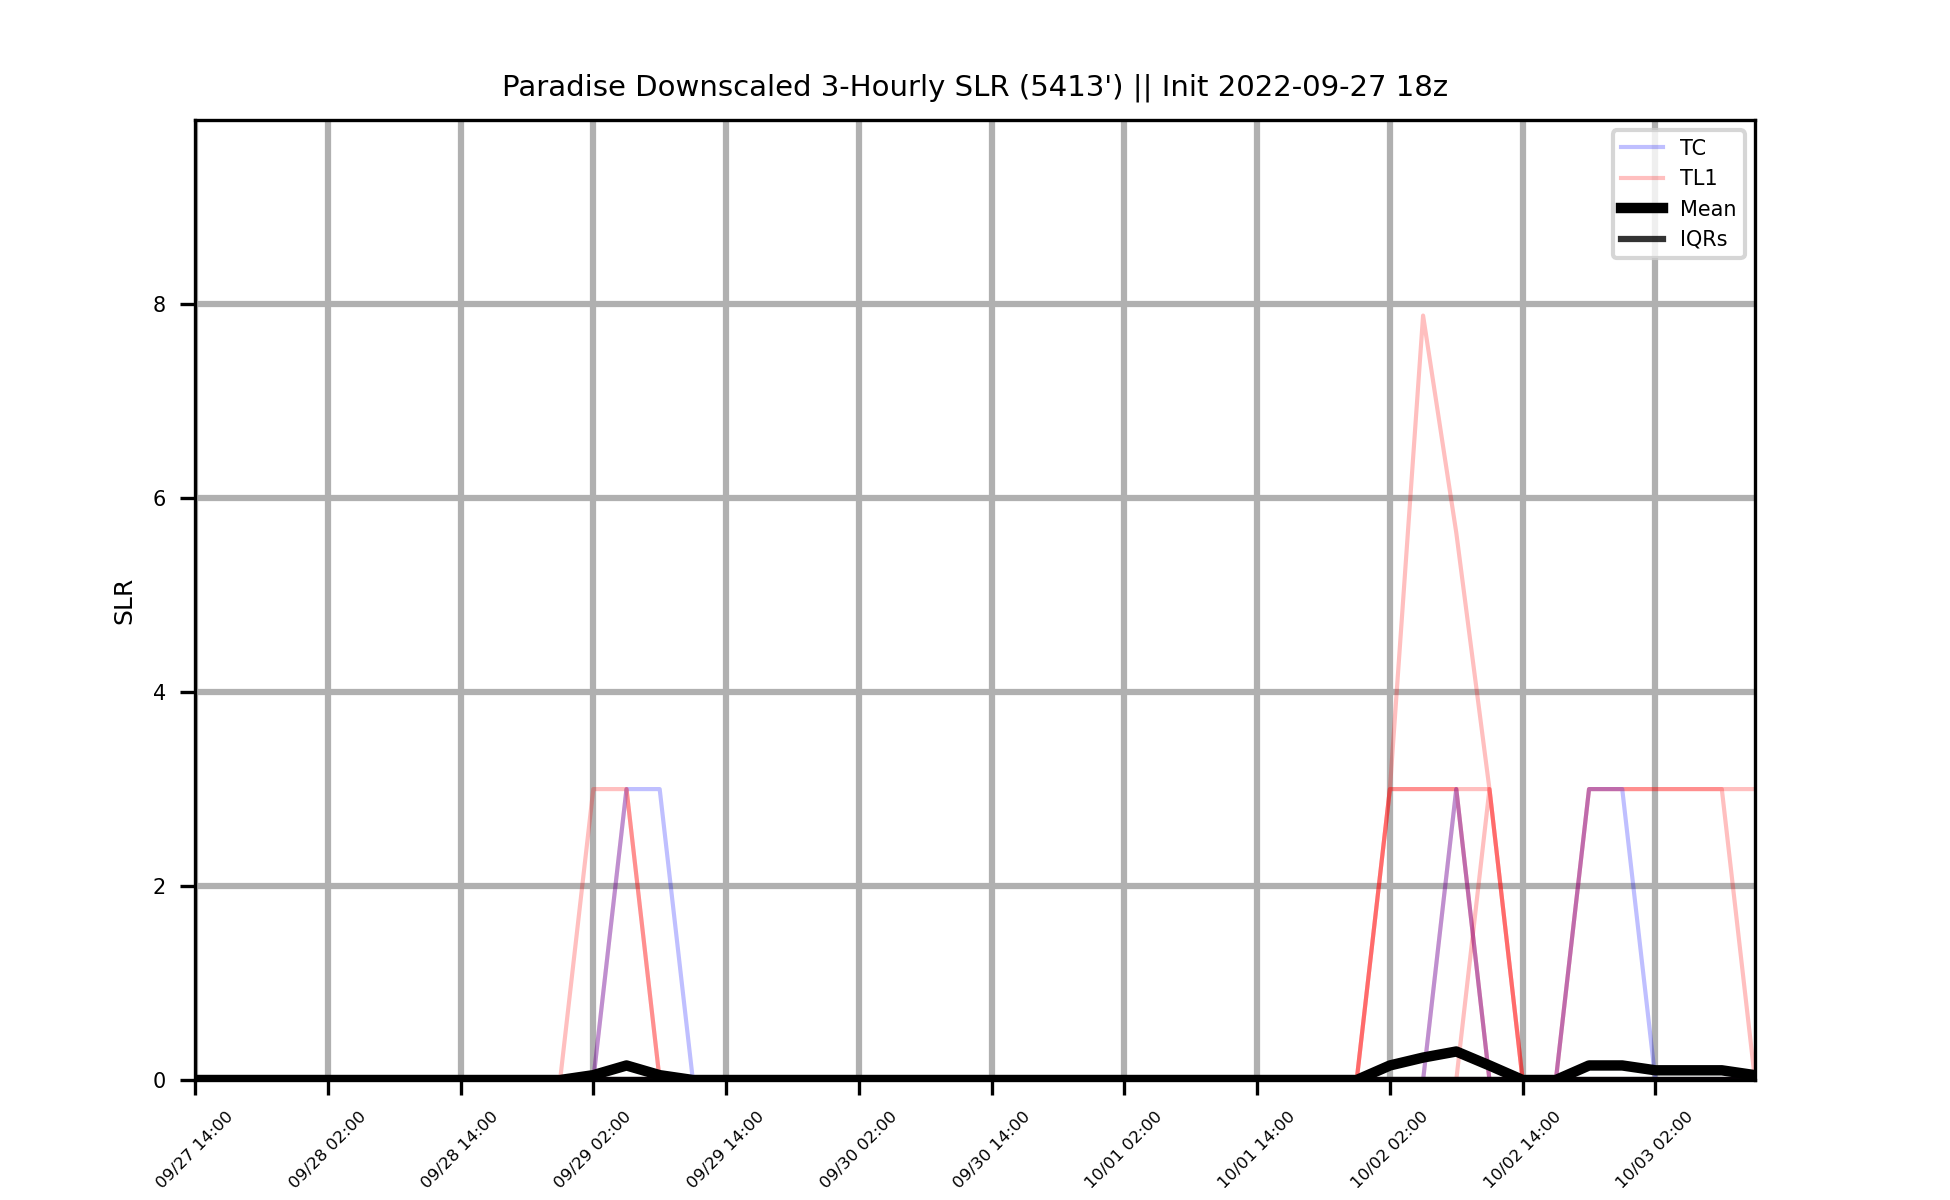 Paradise Downscaled 3-Hourly SLR (5413') || Init 2022-09-27 18z
TC
TL1
Mean
IQRs
SLR
8
6
4
2
0
09/27 14:00
09/28 02:00
09/28 14:00
09/29 02:00
09/29 14:00
09/30 02:00
09/30 14:00
10/01 02:00
10/01 14:00
10/02 02:00
10/02 14:00
10/03 02:00